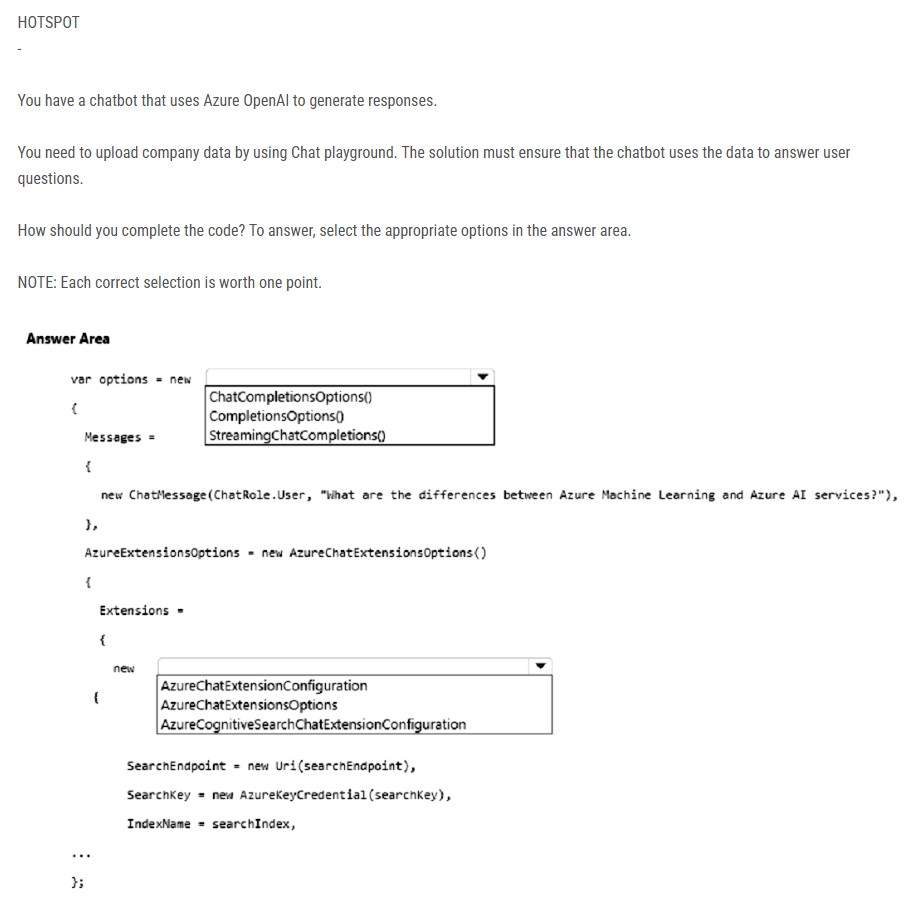 HOTSPOT
-
You have a chatbot that uses Azure OpenAI to generate responses.
You need to upload company data by using Chat playground. The solution must ensure that the chatbot uses the data to answer user
questions.
How should you complete the code? To answer, select the appropriate options in the answer area.
NOTE: Each correct selection is worth one point.
Answer Area
var options = new
ChatCompletionsOptions()
{
CompletionsOptions()
Messages =
StreamingChatCompletions()
{
new ChatMessage(ChatRole.User, "What are the differences between Azure Machine Learning and Azure AI services?"),
},
AzureExtensionsOptions = new AzureChatExtensionsOptions()
{
Extensions =
{
new
AzureChatExtensionConfiguration
{
AzureChatExtensionsOptions
AzureCognitiveSearchChatExtensionConfiguration
SearchEndpoint = new Uri(searchEndpoint),
SearchKey = new AzureKeyCredential(searchKey),
IndexName = searchIndex,
...
};